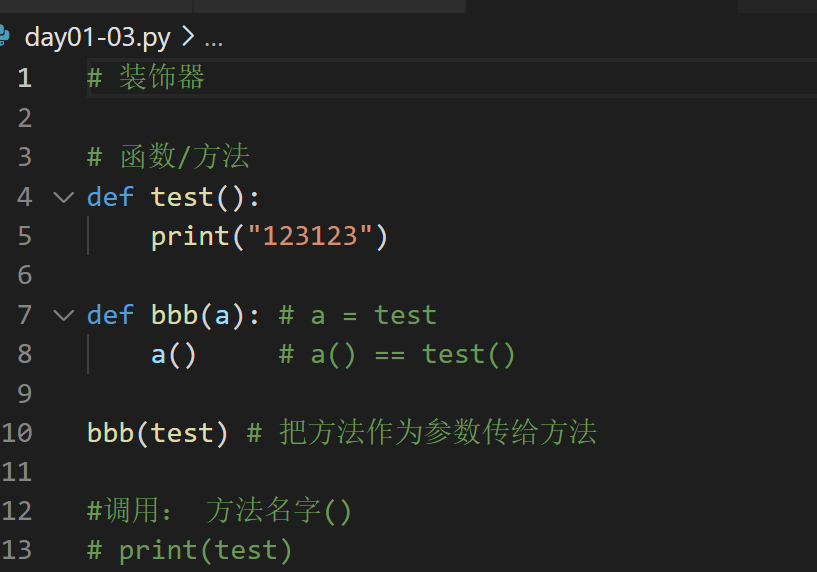 day01-03.py > ...
1 # 装饰器
2
3 # 函数/方法
4 def test():
5     print("123123")
6
7 def bbb(a): # a = test
8     a()     # a() == test()
9
10 bbb(test) # 把方法作为参数传给方法
11
12 #调用： 方法名字()
13 # print(test)